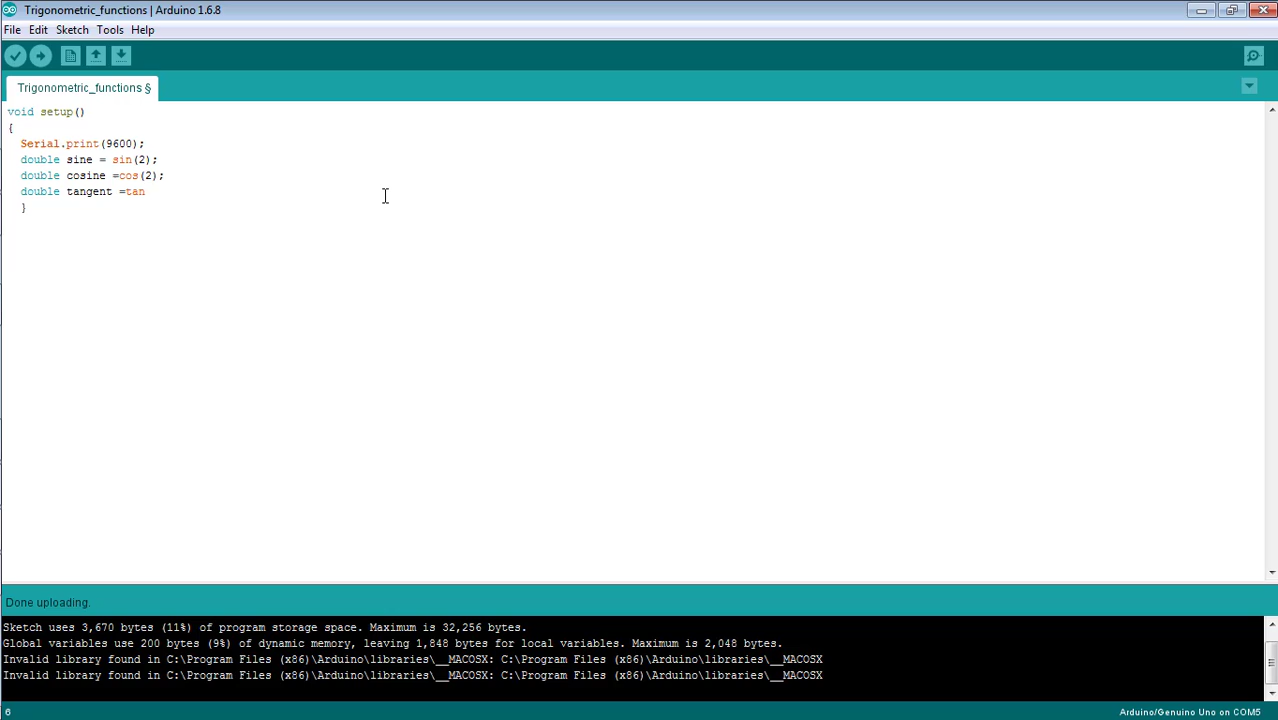 Trigonometric_functions | Arduino 1.6.8
File Edit Sketch Tools Help
Trigonometric_functions §
void setup()
{
Serial.print(9600);
double sine = sin(2);
double cosine =cos(2);
double tangent =tan
}
Done uploading.
Sketch uses 3,670 bytes (11%) of program storage space. Maximum is 32,256 bytes.
Global variables use 200 bytes (9%) of dynamic memory, leaving 1,848 bytes for local variables. Maximum is 2,048 bytes.
Invalid library found in C:\Program Files (x86)\Arduino\libraries\__MACOSX: C:\Program Files (x86)\Arduino\libraries\__MACOSX
Invalid library found in C:\Program Files (x86)\Arduino\libraries\__MACOSX: C:\Program Files (x86)\Arduino\libraries\__MACOSX
6 Arduino/Genuino Uno on COM5